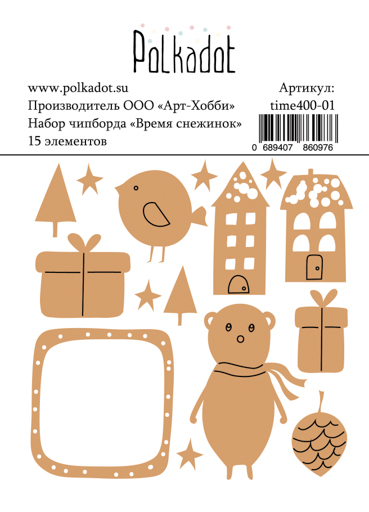 Polkadot
www.polkadot.su
Производитель ООО «Арт-Хобби»
Набор чипборда «Время снежинок»
15 элементов
Артикул:
time400-01
0 689407 860976